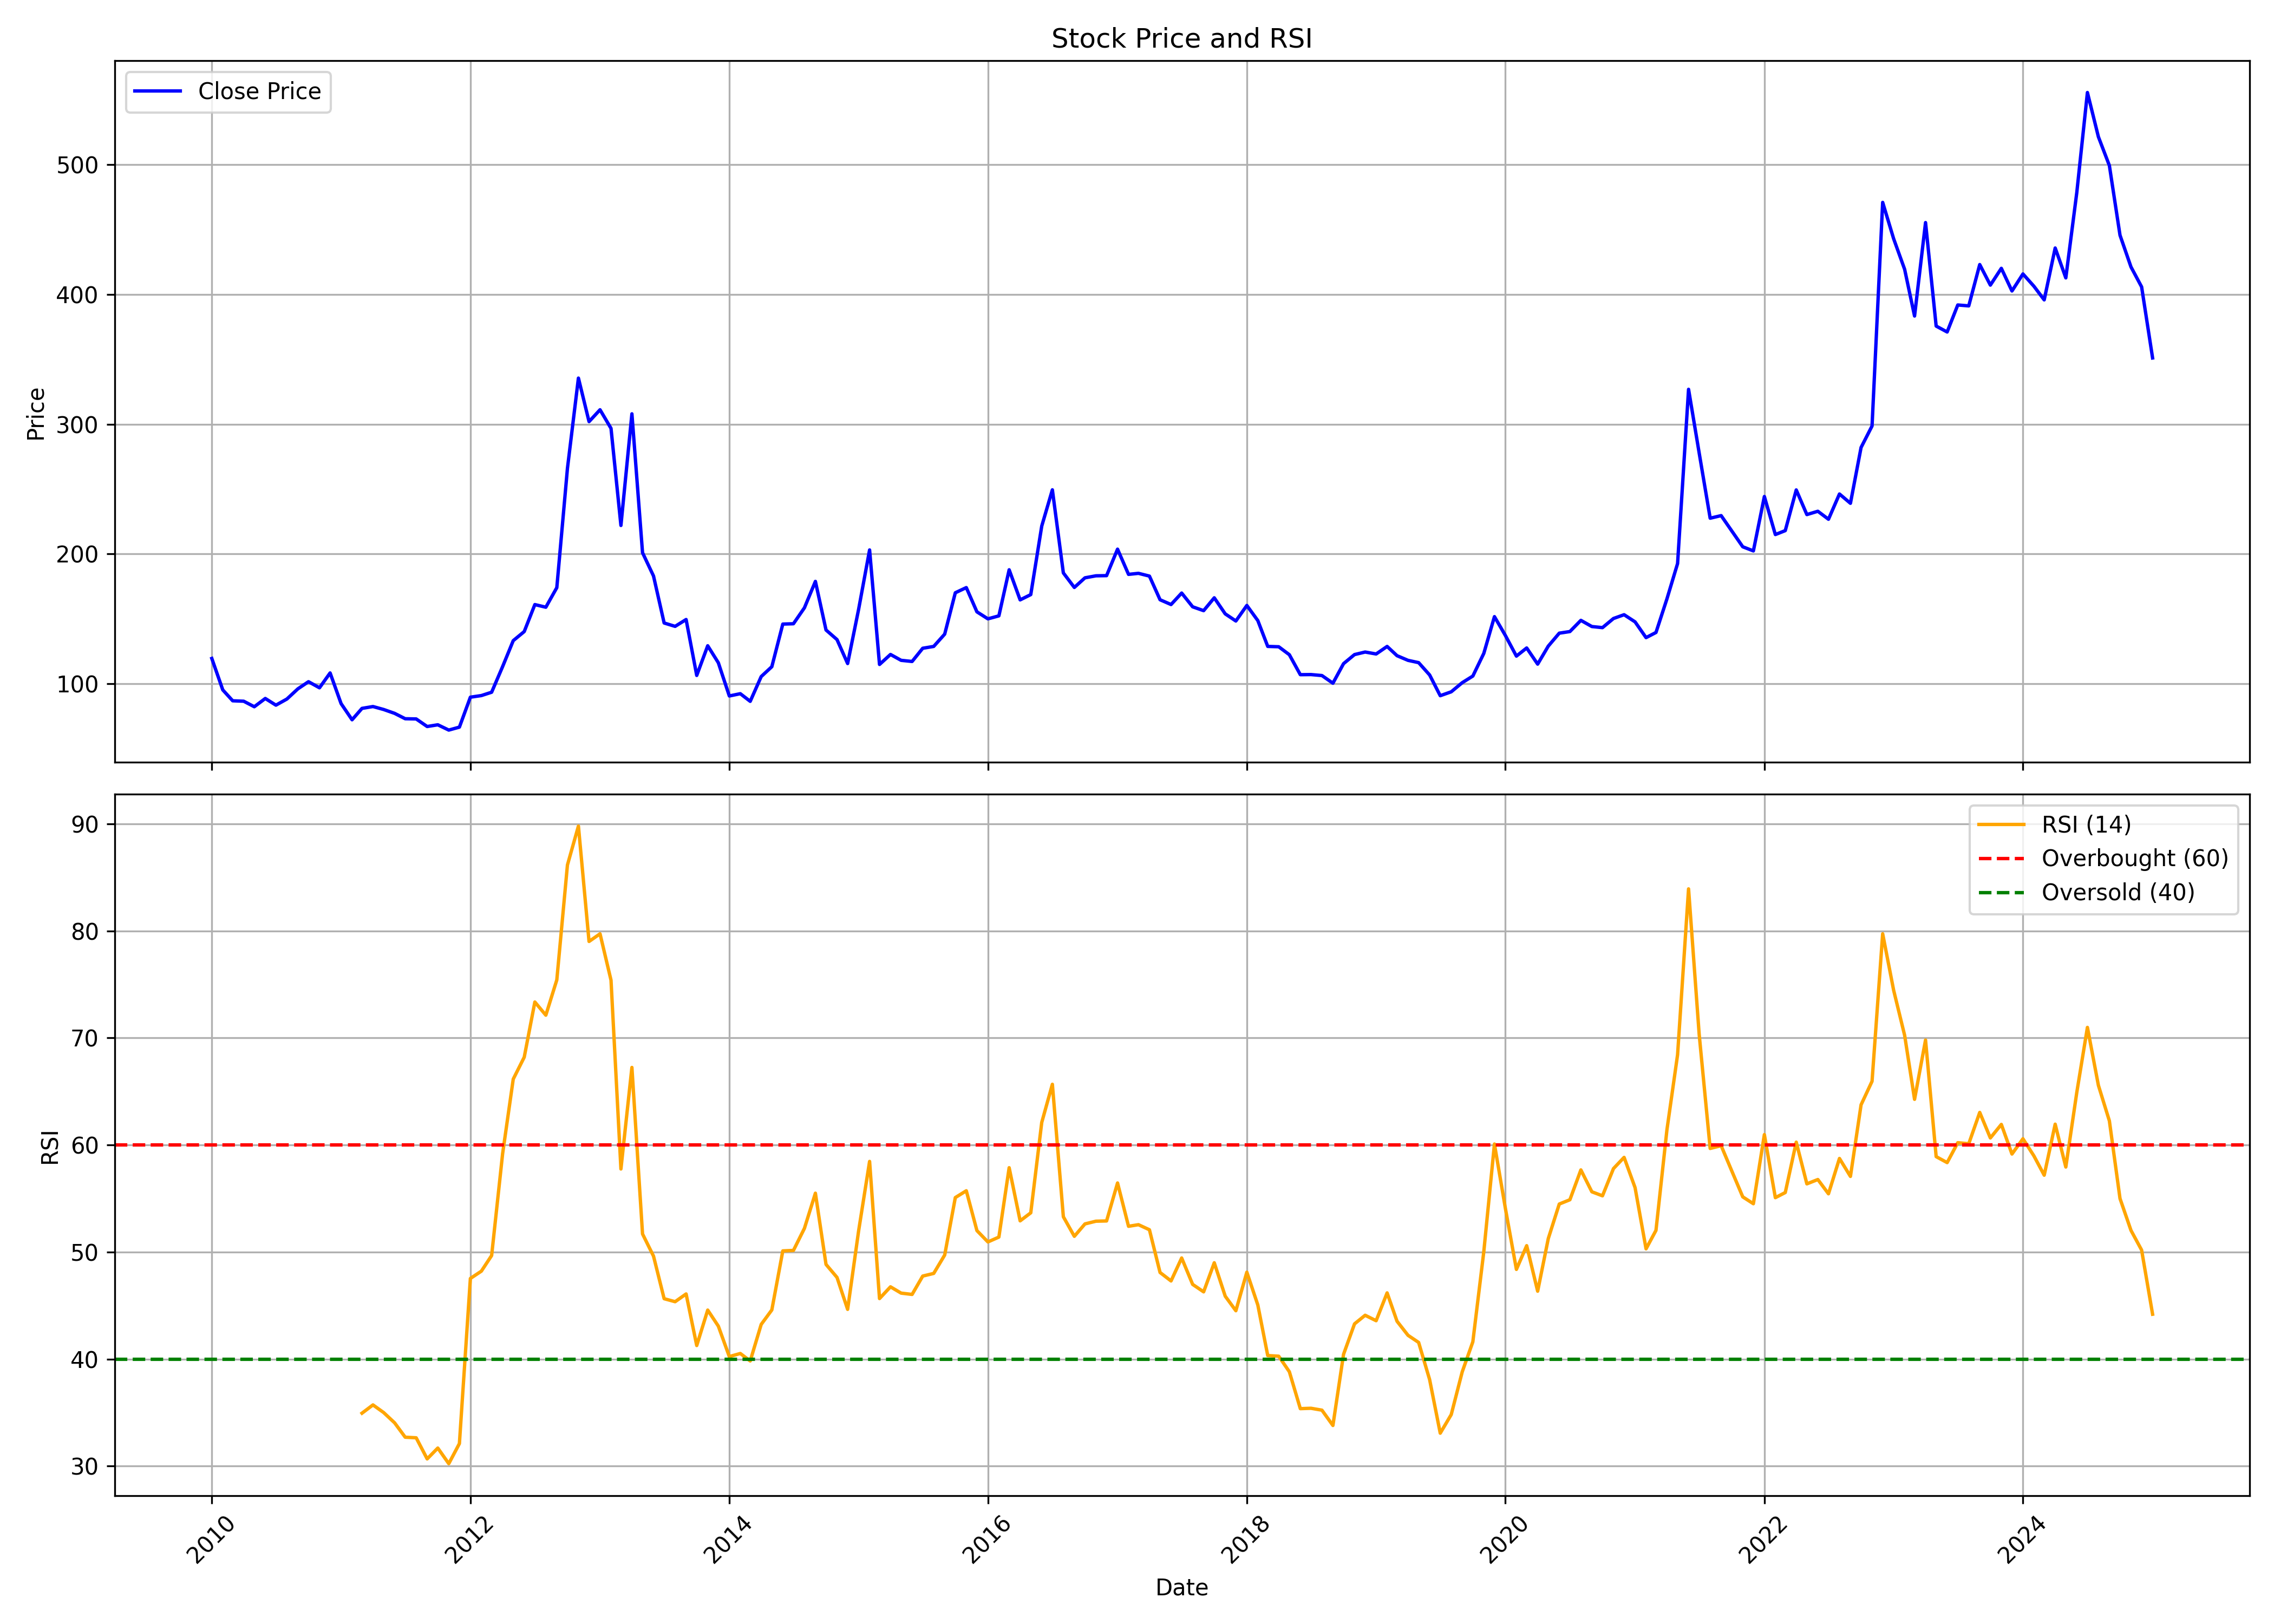 Stock Price and RSI
Close Price
500
400
300
200
100
Price
RSI (14)
Overbought (60)
Oversold (40)
90
80
70
60
50
40
30
RSI
2010
2012
2014
2016
2018
2020
2022
2024
Date